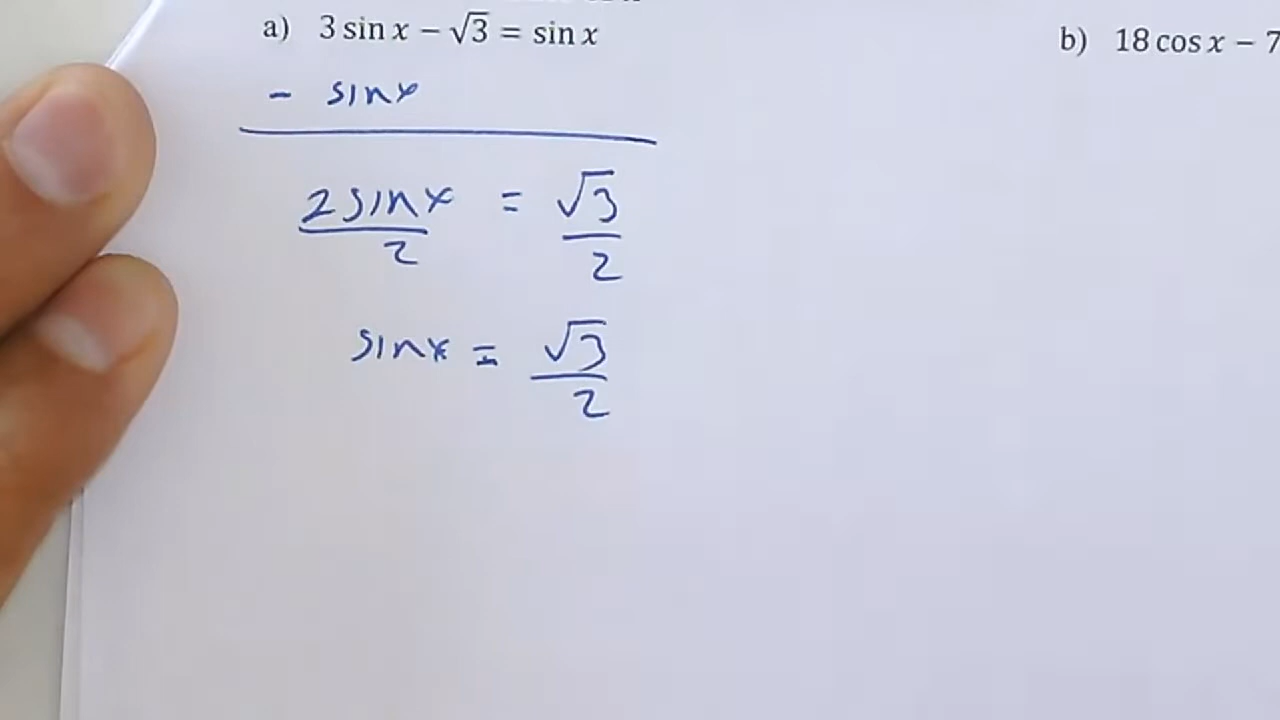 a) 3 sin x − √3 = sin x
b) 18 cos x − 7
− sinx
2sinx/2 = √3/2
sinx = √3/2